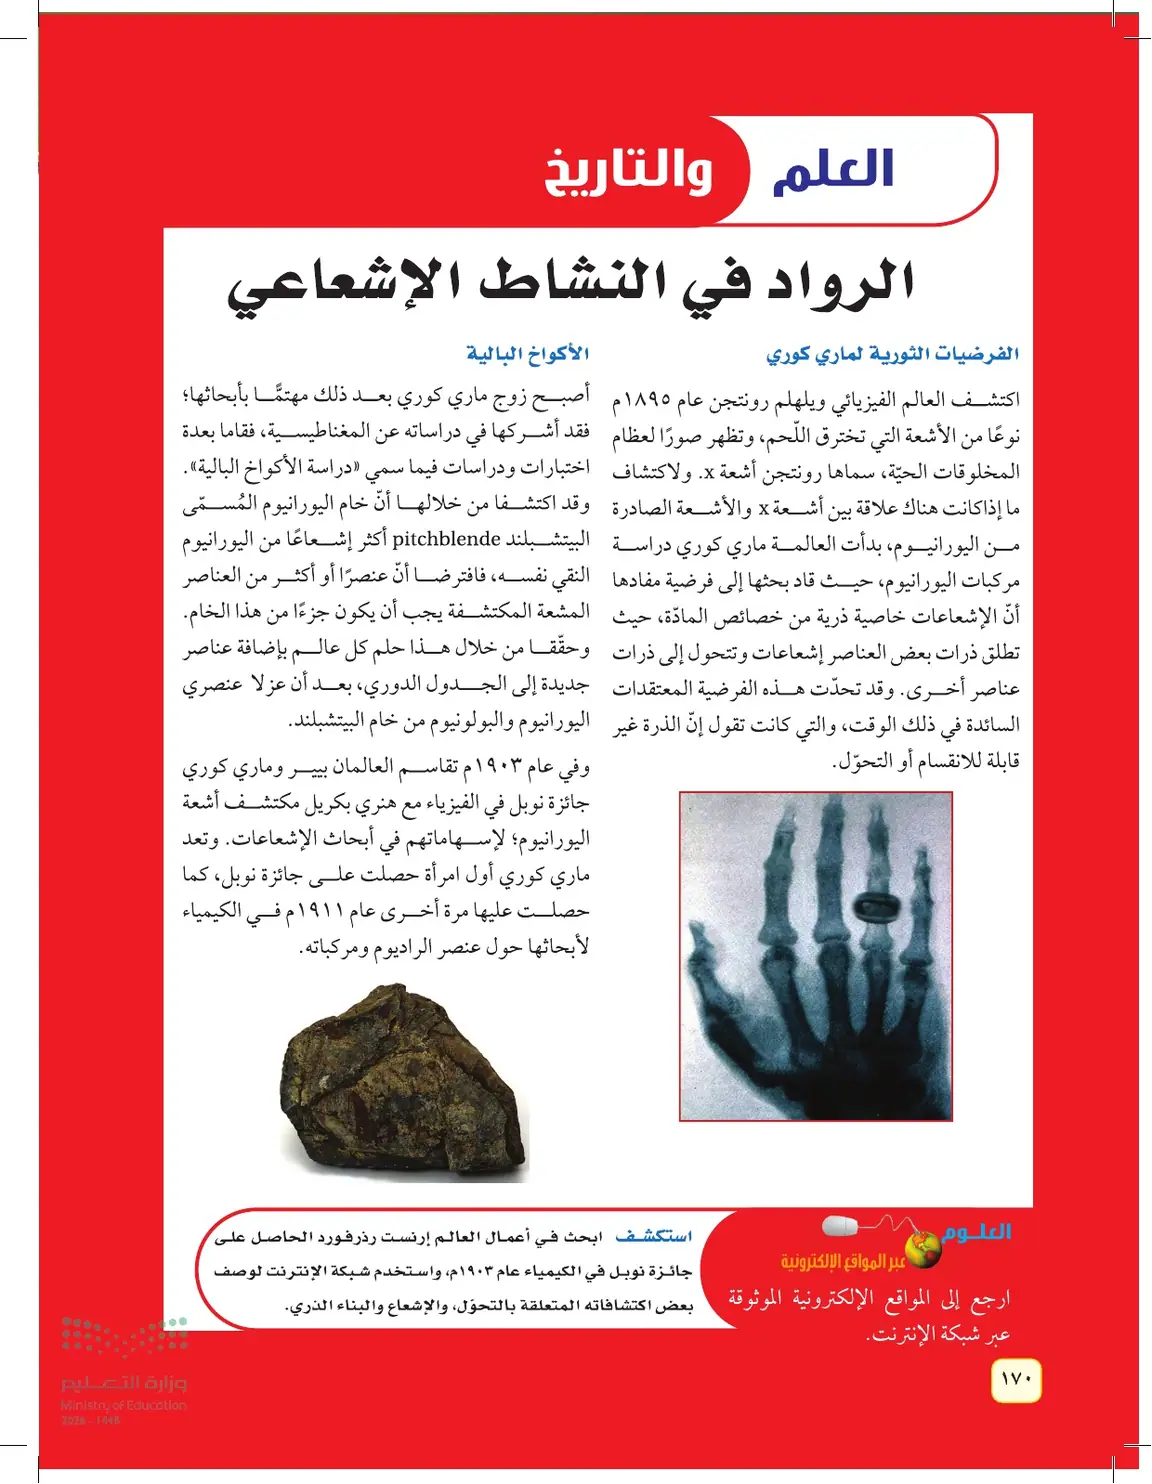 العلم والتاريخ
الرواد في النشاط الإشعاعي
الفرضيات الثورية لماري كوري
اكتشف العالم الفيزيائي ويلهلم رونتجن عام ١٨٩٥م
نوعًا من الأشعة التي تخترق اللّحم، وتظهر صورًا لعظام
المخلوقات الحيّة، سماها رونتجن أشعة x. ولاكتشاف
ما إذاكانت هناك علاقة بين أشعة x والأشعة الصادرة
من اليورانيوم، بدأت العالمة ماري كوري دراسة
مركبات اليورانيوم، حيث قاد بحثها إلى فرضية مفادها
أنّ الإشعاعات خاصية ذرية من خصائص المادّة، حيث
تطلق ذرات بعض العناصر إشعاعات وتتحول إلى ذرات
عناصر أخرى. وقد تحدّت هذه الفرضية المعتقدات
السائدة في ذلك الوقت، والتي كانت تقول إنّ الذرة غير
قابلة للانقسام أو التحوّل.
الأكواخ البالية
أصبح زوج ماري كوري بعد ذلك مهتمًّا بأبحاثها؛
فقد أشركها في دراساته عن المغناطيسية، فقاما بعدة
اختبارات ودراسات فيما سمي «دراسة الأكواخ البالية».
وقد اكتشفا من خلالها أنّ خام اليورانيوم المُسمّى
البيتشبلند pitchblende أكثر إشعاعًا من اليورانيوم
النقي نفسه، فافترضا أنّ عنصرًا أو أكثر من العناصر
المشعة المكتشفة يجب أن يكون جزءًا من هذا الخام.
وحقّقا من خلال هذا حلم كل عالم بإضافة عناصر
جديدة إلى الجدول الدوري، بعد أن عزلا عنصري
اليورانيوم والبولونيوم من خام البيتشبلند.
وفي عام ١٩٠٣م تقاسم العالمان بيير وماري كوري
جائزة نوبل في الفيزياء مع هنري بكريل مكتشف أشعة
اليورانيوم؛ لإسهاماتهم في أبحاث الإشعاعات. وتعد
ماري كوري أول امرأة حصلت على جائزة نوبل، كما
حصلت عليها مرة أخرى عام ١٩١١م في الكيمياء
لأبحاثها حول عنصر الراديوم ومركباته.
العلوم
عبر المواقع الإلكترونية
ارجع إلى المواقع الإلكترونية الموثوقة
عبر شبكة الإنترنت.
استكشف ابحث في أعمال العالم إرنست رذرفورد الحاصل على
جائزة نوبل في الكيمياء عام ١٩٠٣م، واستخدم شبكة الإنترنت لوصف
بعض اكتشافاته المتعلقة بالتحوّل، والإشعاع والبناء الذري.
١٧٠
وزارة التعليم
Ministry of Education
2026 - 1448